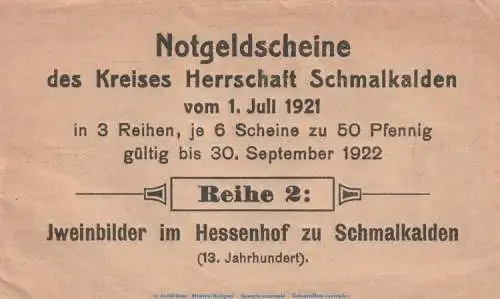 Notgeldscheine
des Kreises Herrschaft Schmalkalden
vom 1. Juli 1921
in 3 Reihen, je 6 Scheine zu 50 Pfennig
gültig bis 30. September 1922
Reihe 2:
Jweinbilder im Hessenhof zu Schmalkalden
(13. Jahrhundert).